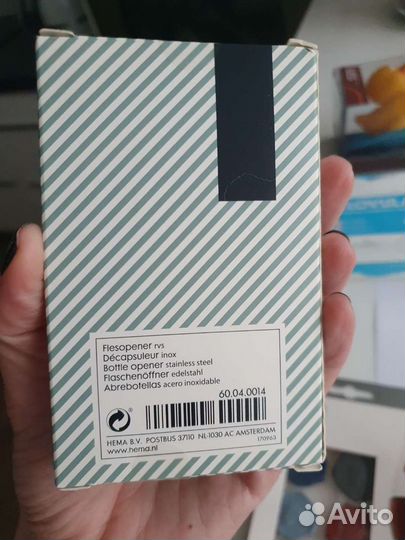 Flesopener rvs
Décapsuleur inox
Bottle opener stainless steel
Flaschenöffner edelstahl
Abrebotellas acero inoxidable
60.04.0014
HEMA B.V. POSTBUS 37110 NL-1030 AC AMSTERDAM
www.hema.nl 170963
Avito